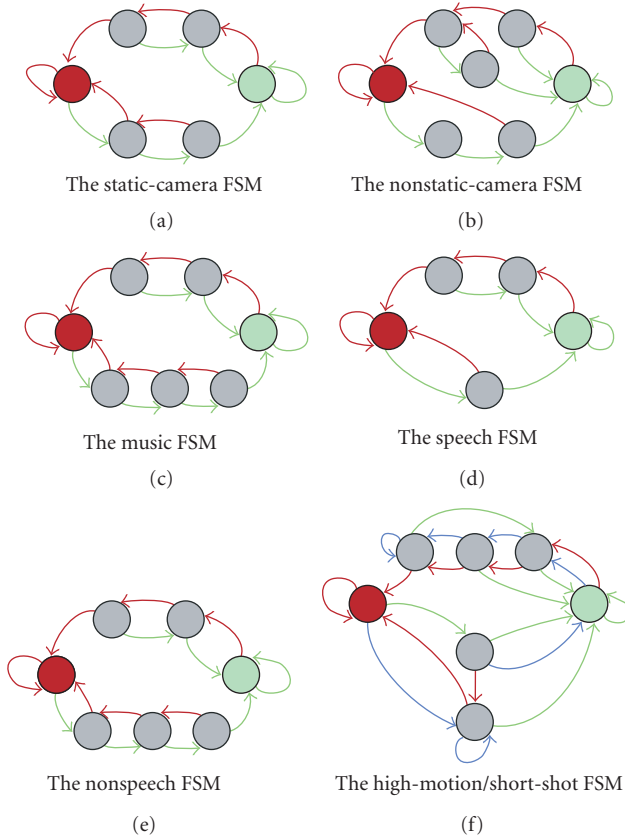 The static-camera FSM
The nonstatic-camera FSM
(a)
(b)
The music FSM
The speech FSM
(c)
(d)
The nonspeech FSM
The high-motion/short-shot FSM
(e)
(f)